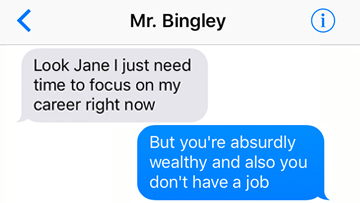 Mr. Bingley
Look Jane I just need
time to focus on my
career right now
But you're absurdly
wealthy and also you
don't have a job